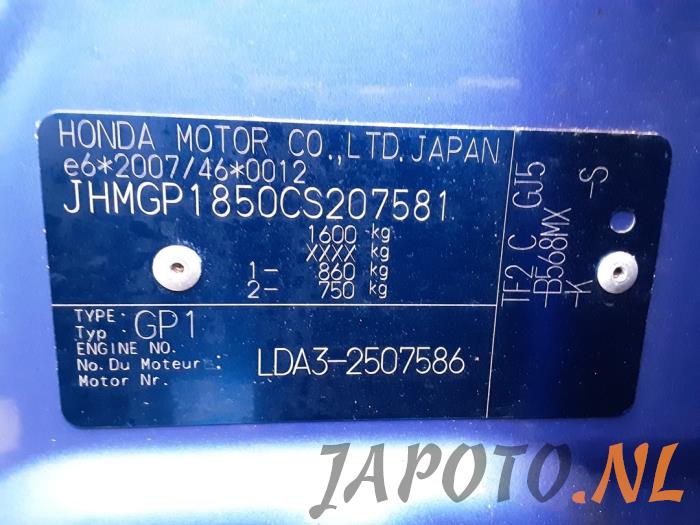 HONDA MOTOR CO.,LTD.JAPAN
e6*2007/46*0012
JHMGP1850CS207581
1600 kg
XXXX kg
1- 860 kg
2- 750 kg
TYPE:
Typ : GP1
ENGINE NO.
No. Du Moteur : LDA3-2507586
Motor Nr.
TF2 C GJ5
-B568MX -S
-K
JAPOTO.NL